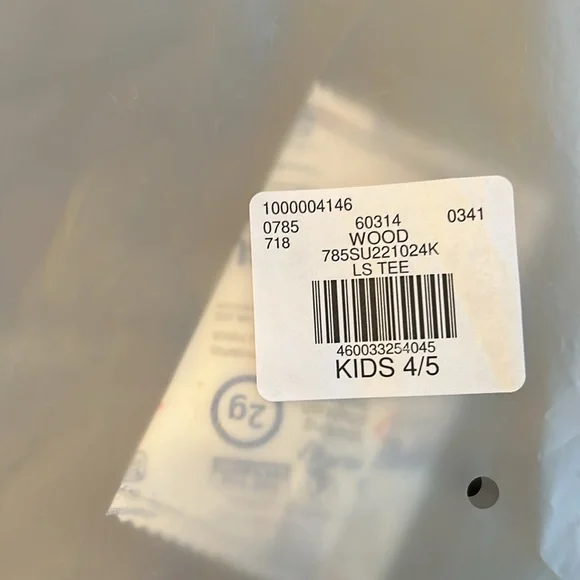 1000004146
0785 60314 0341
718 WOOD
785SU221024K
LS TEE
460033254045
KIDS 4/5
2g